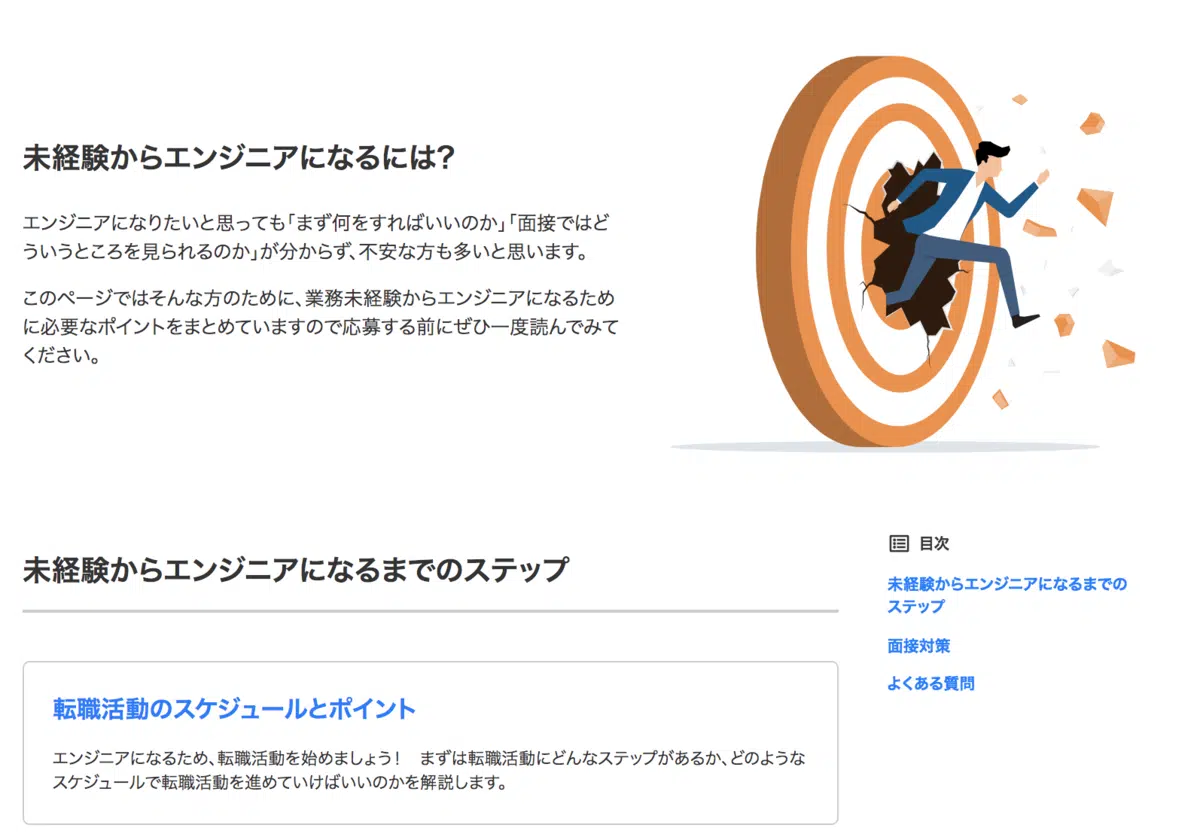 未経験からエンジニアになるには?
エンジニアになりたいと思っても「まず何をすればいいのか」「面接ではど
ういうところを見られるのか」が分からず、不安な方も多いと思います。
このページではそんな方のために、業務未経験からエンジニアになるため
に必要なポイントをまとめていますので応募する前にぜひ一度読んでみて
ください。
未経験からエンジニアになるまでのステップ
転職活動のスケジュールとポイント
エンジニアになるため、転職活動を始めましょう!　まずは転職活動にどんなステップがあるか、どのような
スケジュールで転職活動を進めていけばいいのかを解説します。
目次
未経験からエンジニアになるまでの
ステップ
面接対策
よくある質問